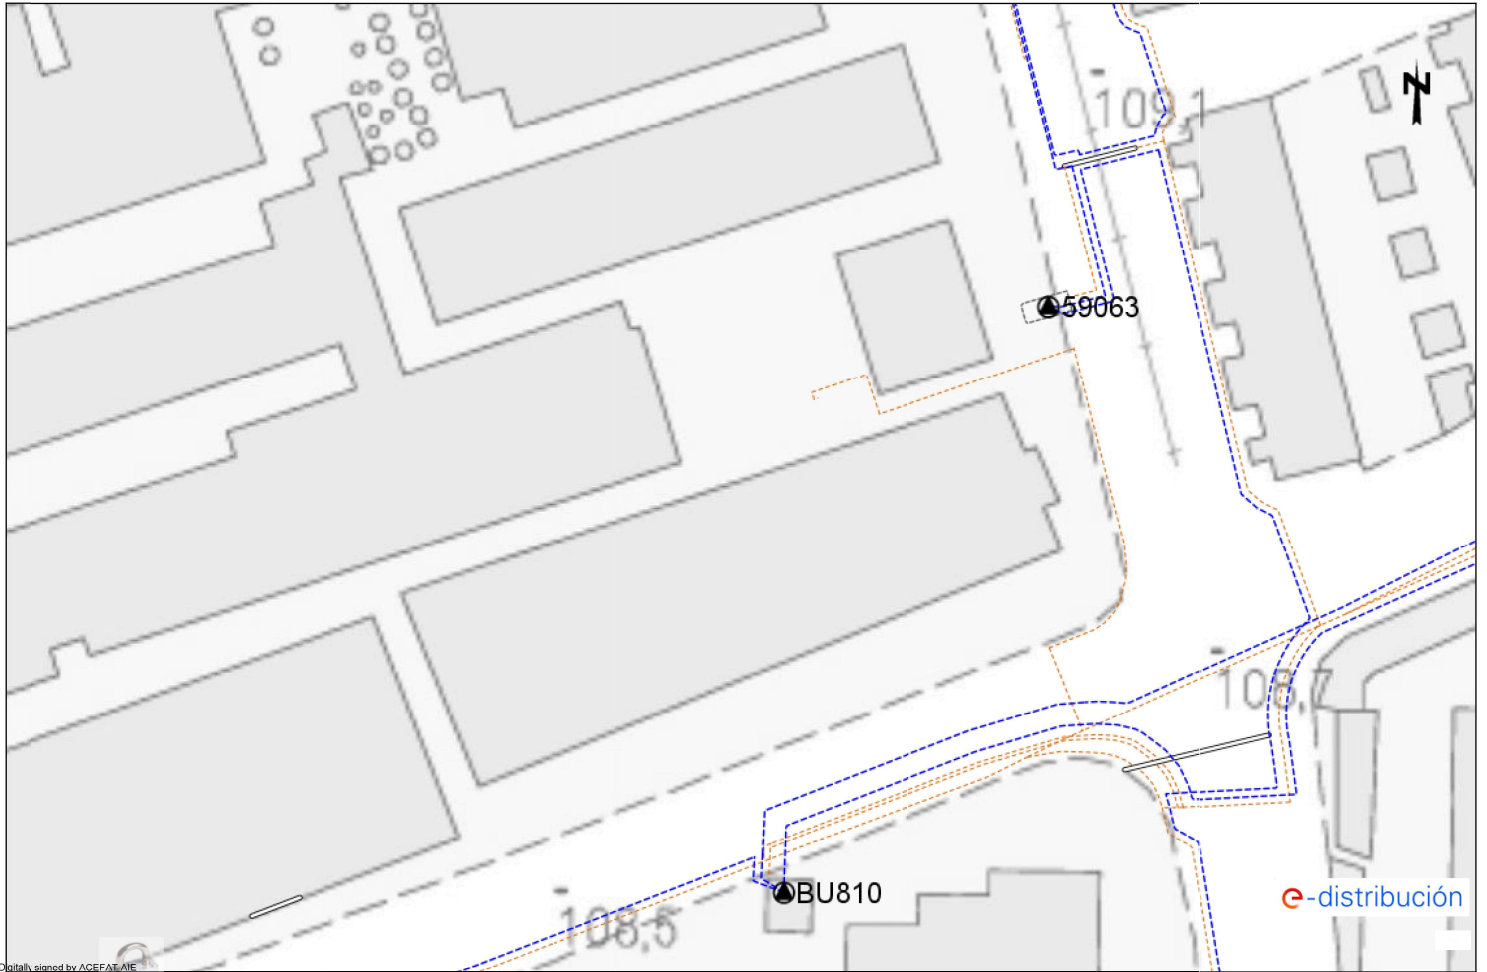 N
109,1
59063
108,7
BU810
e-distribución
108,5
Digitally signed by ACEFAT, AIE